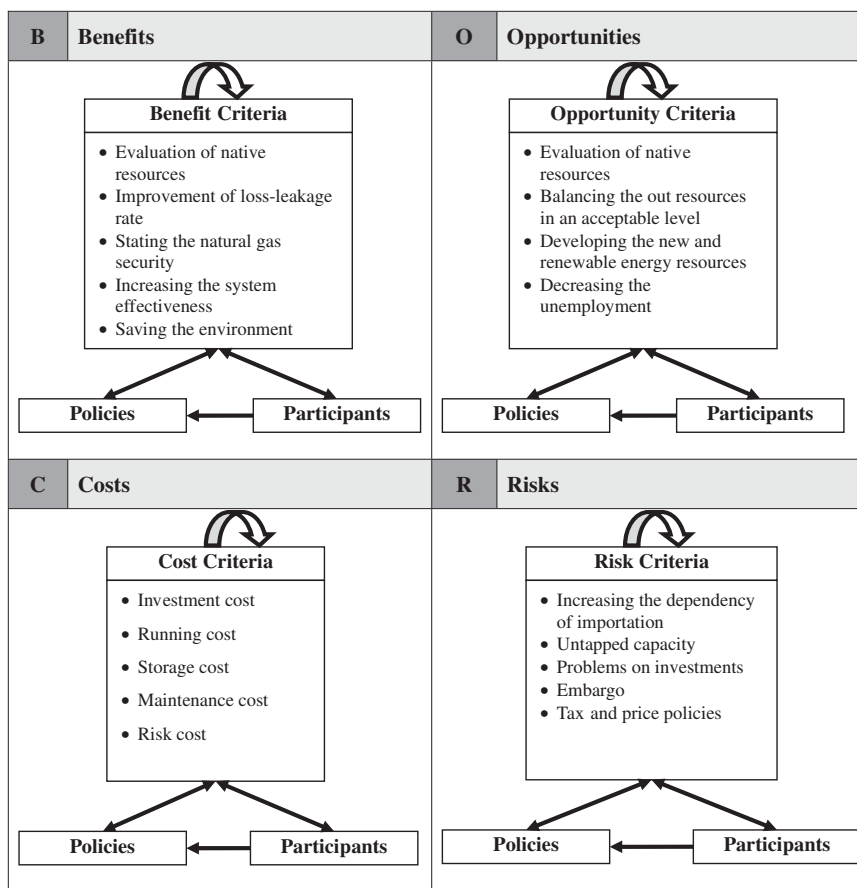 B Benefits
Benefit Criteria
• Evaluation of native
resources
• Improvement of loss-leakage
rate
• Stating the natural gas
security
• Increasing the system
effectiveness
• Saving the environment
Policies
Participants
O Opportunities
Opportunity Criteria
• Evaluation of native
resources
• Balancing the out resources
in an acceptable level
• Developing the new and
renewable energy resources
• Decreasing the
unemployment
Policies
Participants
C Costs
Cost Criteria
• Investment cost
• Running cost
• Storage cost
• Maintenance cost
• Risk cost
Policies
Participants
R Risks
Risk Criteria
• Increasing the dependency
of importation
• Untapped capacity
• Problems on investments
• Embargo
• Tax and price policies
Policies
Participants